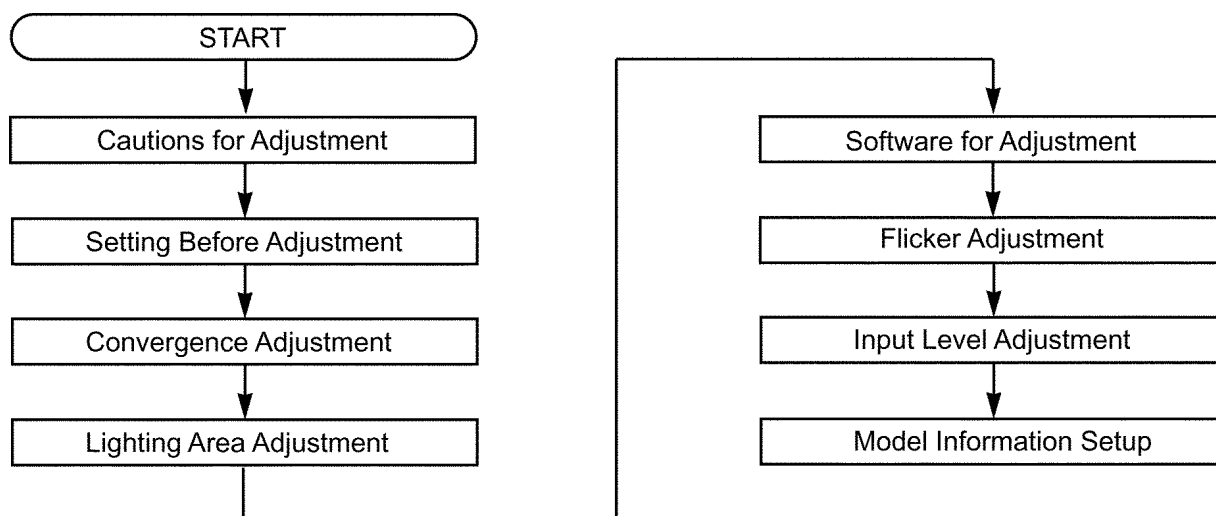 START
Cautions for Adjustment
Setting Before Adjustment
Convergence Adjustment
Lighting Area Adjustment
Software for Adjustment
Flicker Adjustment
Input Level Adjustment
Model Information Setup